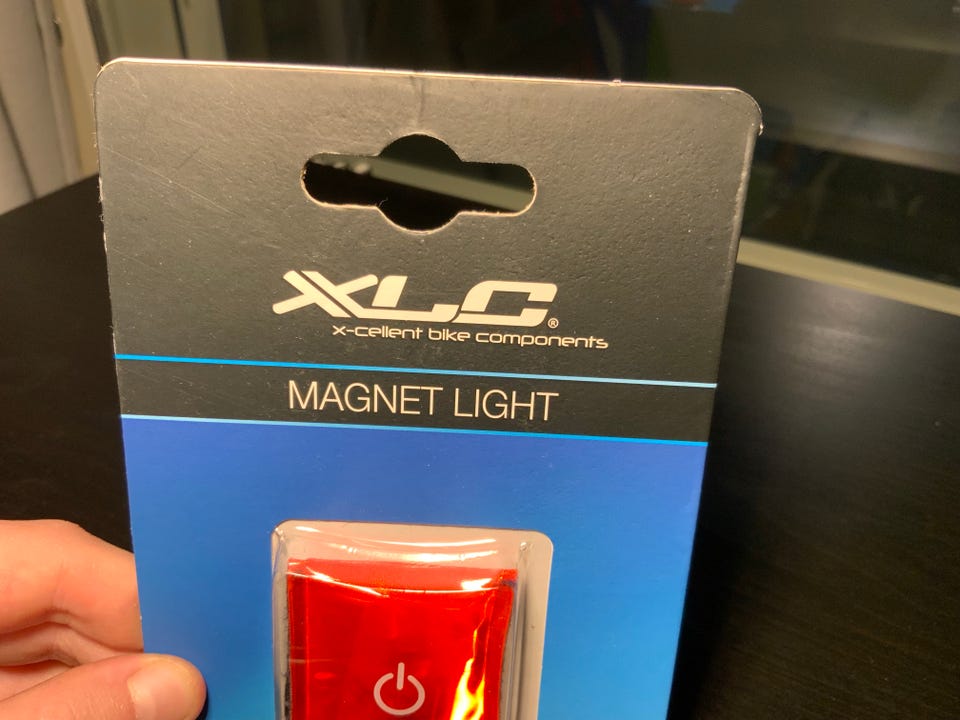 XLC®
x-cellent bike components
MAGNET LIGHT